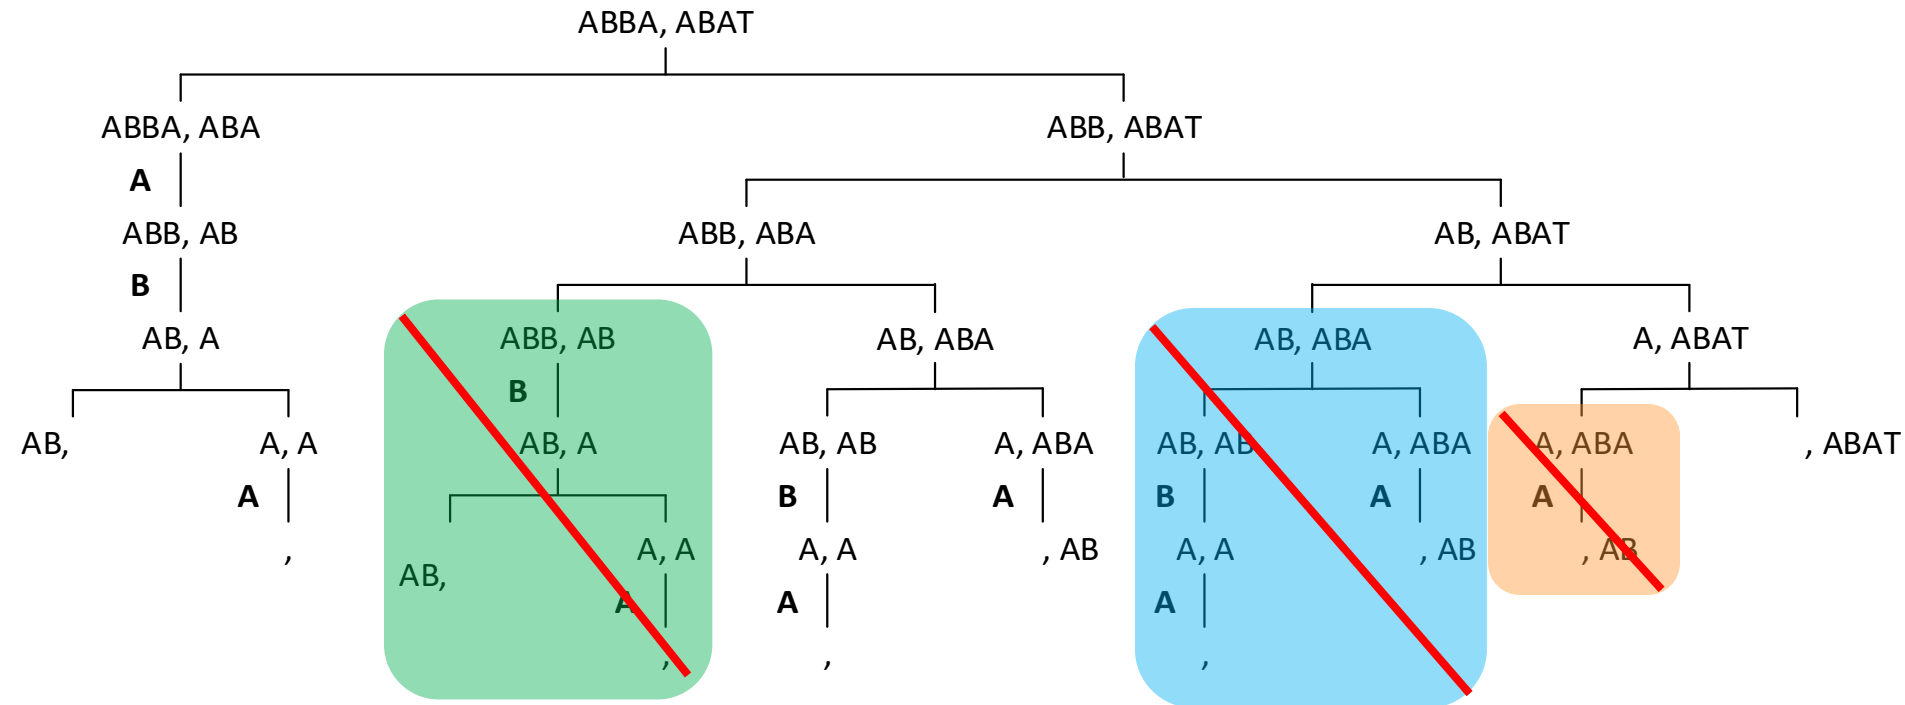 ABBA, ABAT
ABBA, ABA
ABB, ABAT
A
ABB, AB
ABB, ABA
AB, ABAT
B
AB, A
ABB, AB
AB, ABA
AB, ABA
A, ABAT
B
AB,
A, A
AB, A
AB, AB
A, ABA
AB, AB
A, ABA
A, ABA
, ABAT
A
B
A
B
A
A
,
AB,
A, A
A, A
, AB
A, A
, AB
, AB
A
A
A
,
,
,